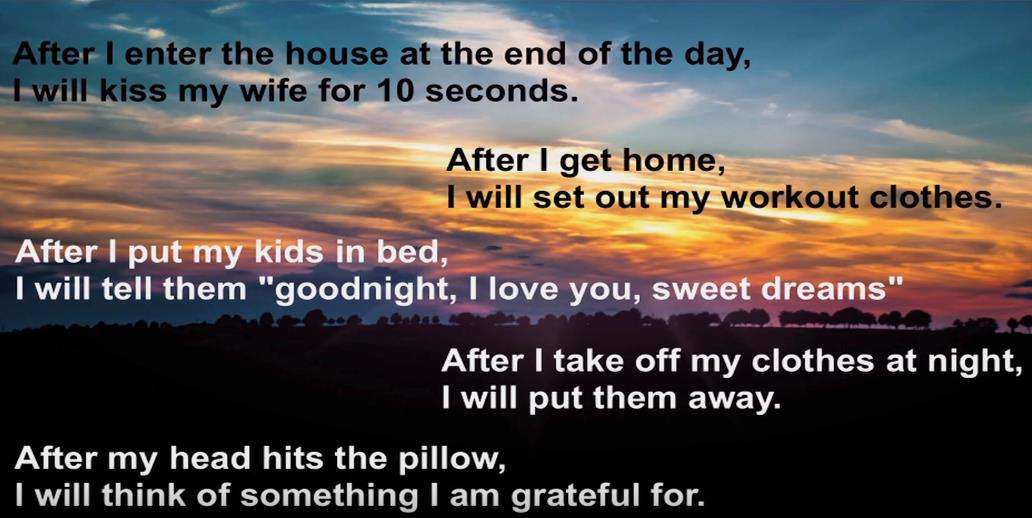 After I enter the house at the end of the day,
I will kiss my wife for 10 seconds.
After I get home,
I will set out my workout clothes.
After I put my kids in bed,
I will tell them "goodnight, I love you, sweet dreams"
After I take off my clothes at night,
I will put them away.
After my head hits the pillow,
I will think of something I am grateful for.